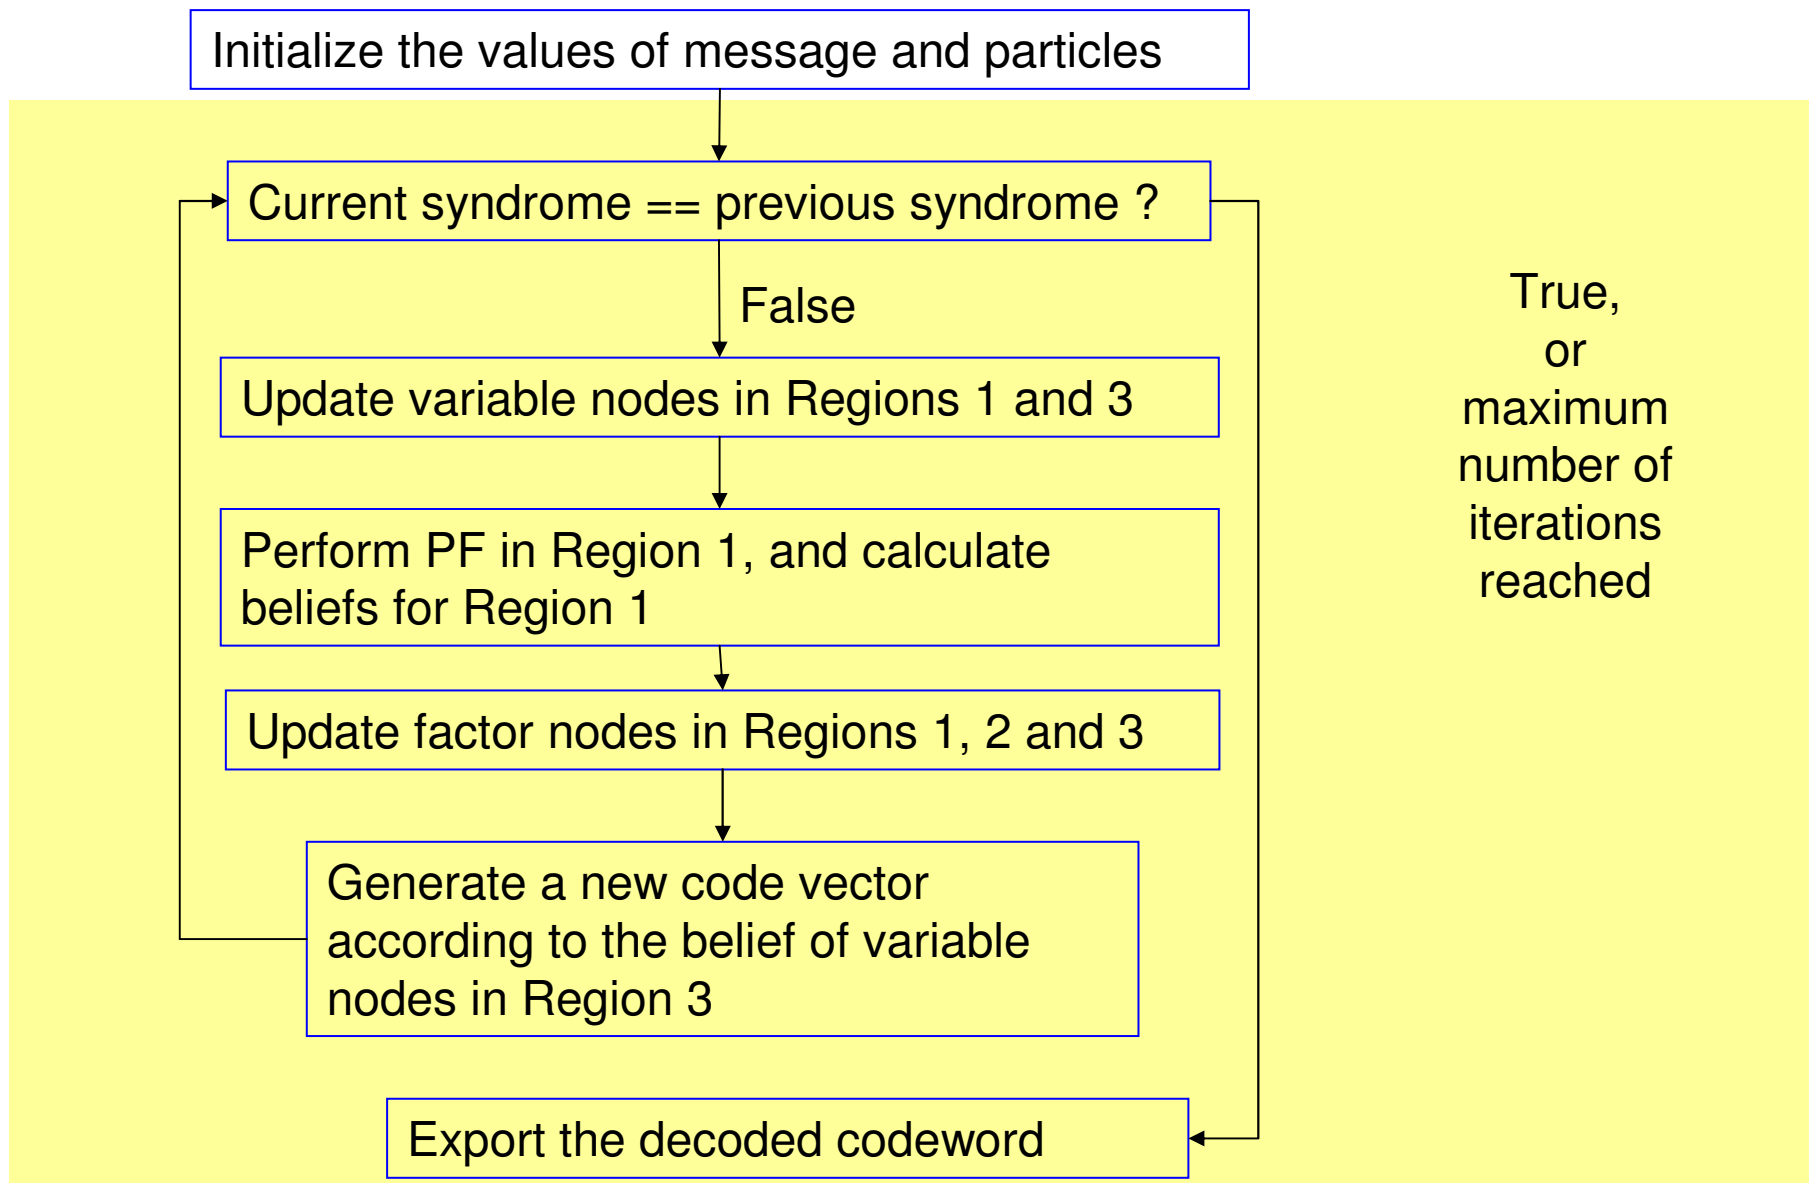 Initialize the values of message and particles
Current syndrome == previous syndrome ?
False
True,
or
maximum
number of
iterations
reached
Update variable nodes in Regions 1 and 3
Perform PF in Region 1, and calculate
beliefs for Region 1
Update factor nodes in Regions 1, 2 and 3
Generate a new code vector
according to the belief of variable
nodes in Region 3
Export the decoded codeword